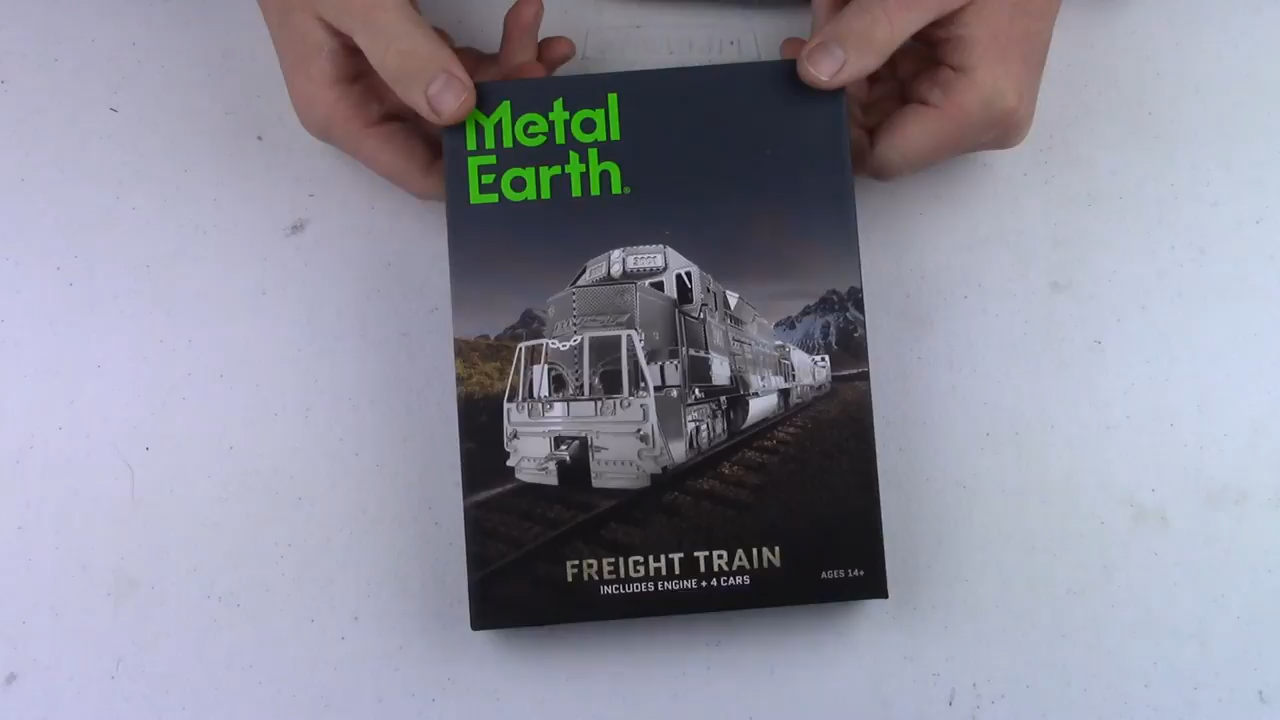 Metal
Earth®
FREIGHT TRAIN
INCLUDES ENGINE + 4 CARS
AGES 14+